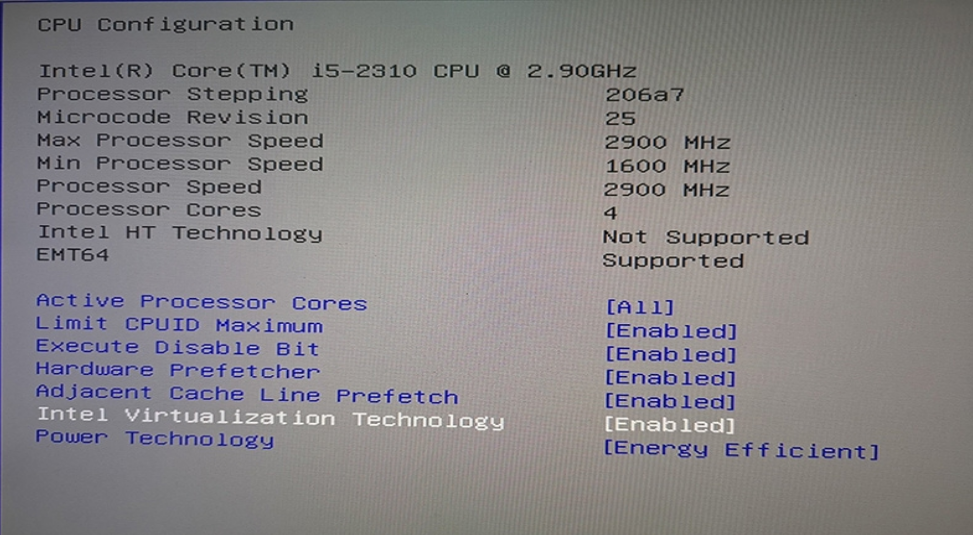 CPU Configuration
Intel(R) Core(TM) i5-2310 CPU @ 2.90GHz
Processor Stepping 206a7
Microcode Revision 25
Max Processor Speed 2900 MHz
Min Processor Speed 1600 MHz
Processor Speed 2900 MHz
Processor Cores 4
Intel HT Technology Not Supported
EMT64 Supported
Active Processor Cores [All]
Limit CPUID Maximum [Enabled]
Execute Disable Bit [Enabled]
Hardware Prefetcher [Enabled]
Adjacent Cache Line Prefetch [Enabled]
Intel Virtualization Technology [Enabled]
Power Technology [Energy Efficient]